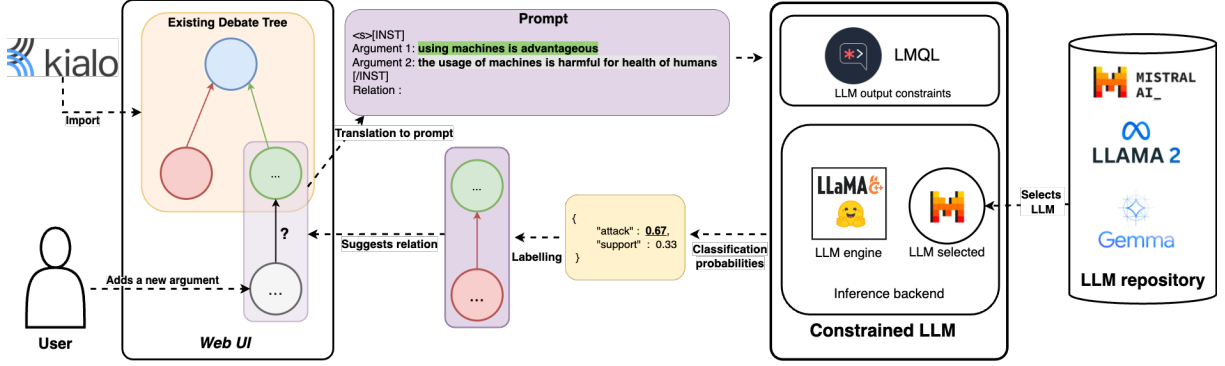 kialo
Import
Existing Debate Tree
...
?
...
Web UI
User
Adds a new argument
Translation to prompt
Prompt
<s>[INST]
Argument 1: using machines is advantageous
Argument 2: the usage of machines is harmful for health of humans
[/INST]
Relation :
Suggests relation
...
...
Labelling
{
"attack" : 0.67,
"support" : 0.33
}
Classification
probabilities
*>
LMQL
LLM output constraints
LLaMA
C++
LLM engine
LLM selected
Inference backend
Constrained LLM
Selects
LLM
MISTRAL
AI_
LLAMA 2
Gemma
LLM repository